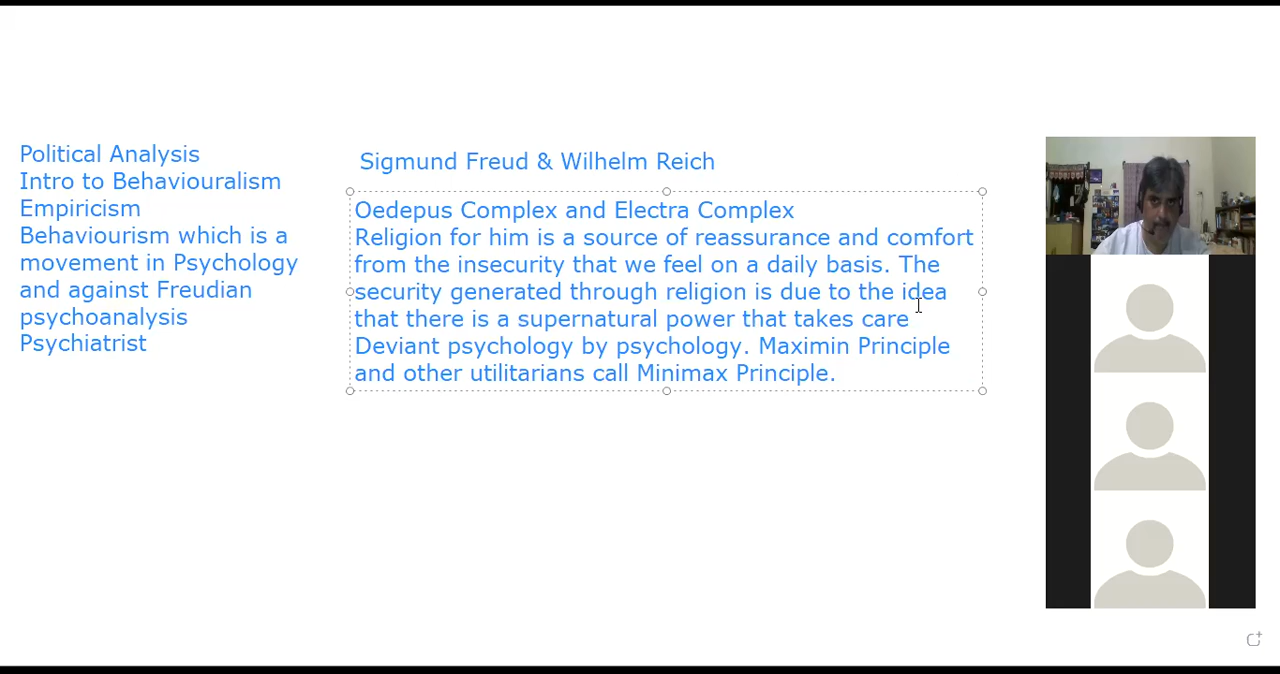 Political Analysis
Intro to Behaviouralism
Empiricism
Behaviourism which is a
movement in Psychology
and against Freudian
psychoanalysis
Psychiatrist
Sigmund Freud & Wilhelm Reich
Oedepus Complex and Electra Complex
Religion for him is a source of reassurance and comfort
from the insecurity that we feel on a daily basis. The
security generated through religion is due to the idea
that there is a supernatural power that takes care
Deviant psychology by psychology. Maximin Principle
and other utilitarians call Minimax Principle.